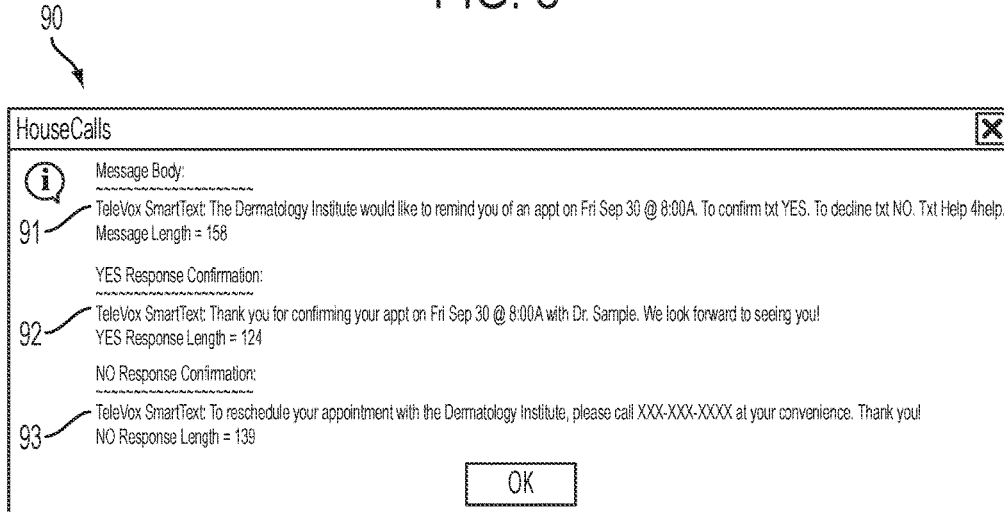 90
HouseCalls
Message Body:
~~~~~~~~~~~~~~~~~~~~~
TeleVox SmartText: The Dermatology Institute would like to remind you of an appt on Fri Sep 30 @ 8:00A. To confirm txt YES. To decline txt NO. Txt Help 4help.
91
Message Length = 158
YES Response Confirmation:
~~~~~~~~~~~~~~~~~~~~~
TeleVox SmartText: Thank you for confirming your appt on Fri Sep 30 @ 8:00A with Dr. Sample. We look forward to seeing you!
92
YES Response Length = 124
NO Response Confirmation:
~~~~~~~~~~~~~~~~~~~~~
TeleVox SmartText: To reschedule your appointment with the Dermatology Institute, please call XXX-XXX-XXXX at your convenience. Thank you!
93
NO Response Length = 139
OK